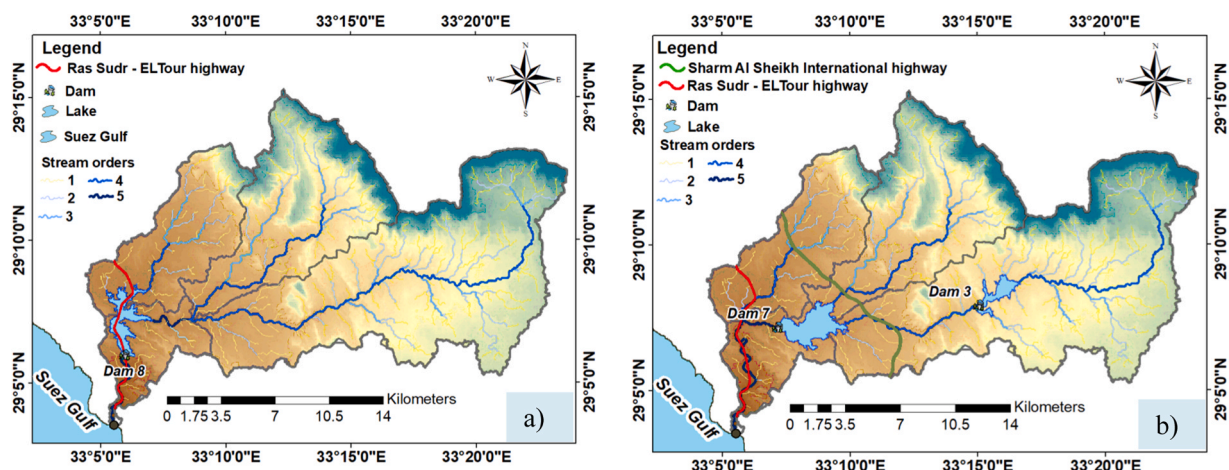 33°5'0"E 33°10'0"E 33°15'0"E 33°20'0"E
Legend
Ras Sudr - ELTour highway
Dam
Lake
Suez Gulf
Stream orders
1 4
2 5
3
N
W E
S
29°15'0"N
29°10'0"N
29°5'0"N
29°15'0"N
29°10'0"N
29°5'0"N
Dam 8
Suez Gulf
Kilometers
0 1.75 3.5 7 10.5 14
a)
33°5'0"E 33°10'0"E 33°15'0"E 33°20'0"E
33°5'0"E 33°10'0"E 33°15'0"E 33°20'0"E
Legend
Sharm Al Sheikh International highway
Ras Sudr - ELTour highway
Dam
Lake
Stream orders
1 4
2 5
3
N
W E
S
29°15'0"N
29°10'0"N
29°5'0"N
29°15'0"N
29°10'0"N
29°5'0"N
Dam 3
Dam 7
Suez Gulf
Kilometers
0 1.75 3.5 7 10.5 14
b)
33°5'0"E 33°10'0"E 33°15'0"E 33°20'0"E